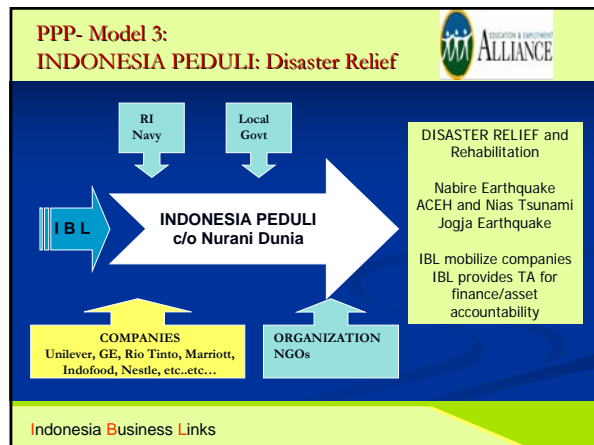 PPP- Model 3:
INDONESIA PEDULI: Disaster Relief
EDUCATION & EMPLOYMENT
ALLIANCE
RI
Navy
Local
Govt
I B L
INDONESIA PEDULI
c/o Nurani Dunia
COMPANIES
Unilever, GE, Rio Tinto, Marriott,
Indofood, Nestle, etc..etc…
ORGANIZATION
NGOs
DISASTER RELIEF and
Rehabilitation
Nabire Earthquake
ACEH and Nias Tsunami
Jogja Earthquake
IBL mobilize companies
IBL provides TA for
finance/asset
accountability
Indonesia Business Links